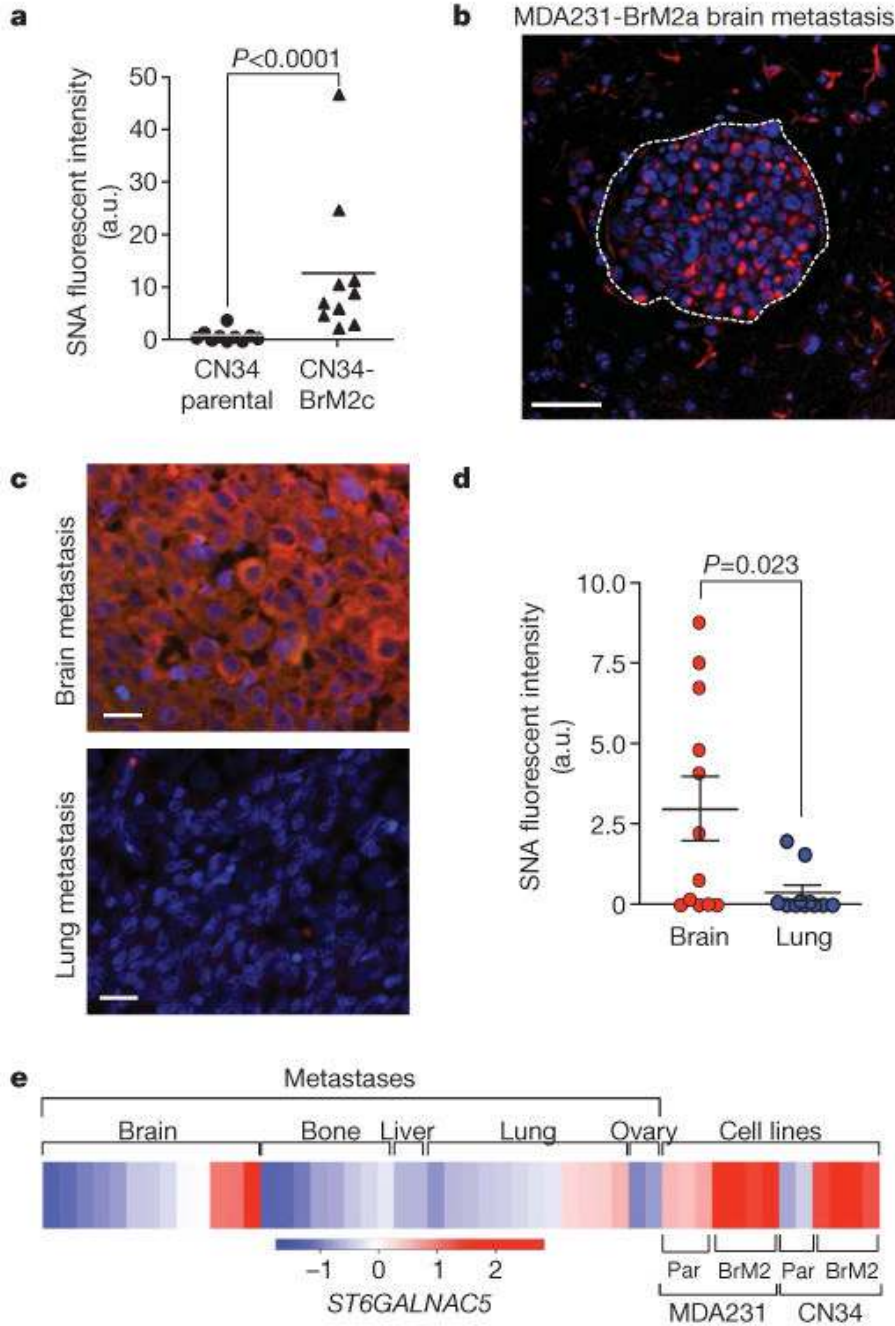 a
P<0.0001
SNA fluorescent intensity
(a.u.)
50
40
30
20
10
0
CN34
parental
CN34-
BrM2c
b
MDA231-BrM2a brain metastasis
c
Brain metastasis
Lung metastasis
d
P=0.023
SNA fluorescent intensity
(a.u.)
10.0
7.5
5.0
2.5
0
Brain
Lung
e
Metastases
Brain Bone Liver Lung Ovary Cell lines
−1 0 1 2
ST6GALNAC5
Par BrM2 Par BrM2
MDA231 CN34